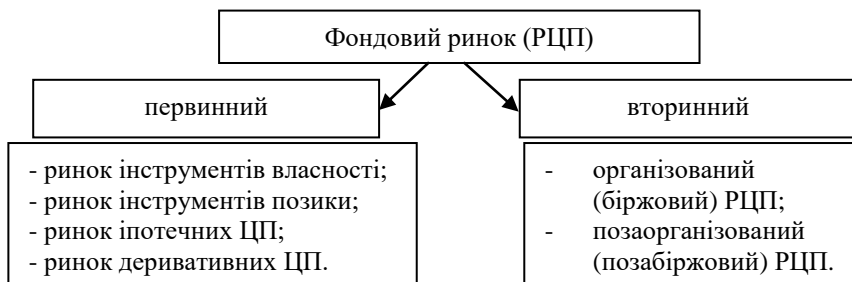 Фондовий ринок (РЦП)
первинний
вторинний
- ринок інструментів власності;
- ринок інструментів позики;
- ринок іпотечних ЦП;
- ринок деривативних ЦП.
- організований
(біржовий) РЦП;
- позаорганізований
(позабіржовий) РЦП.